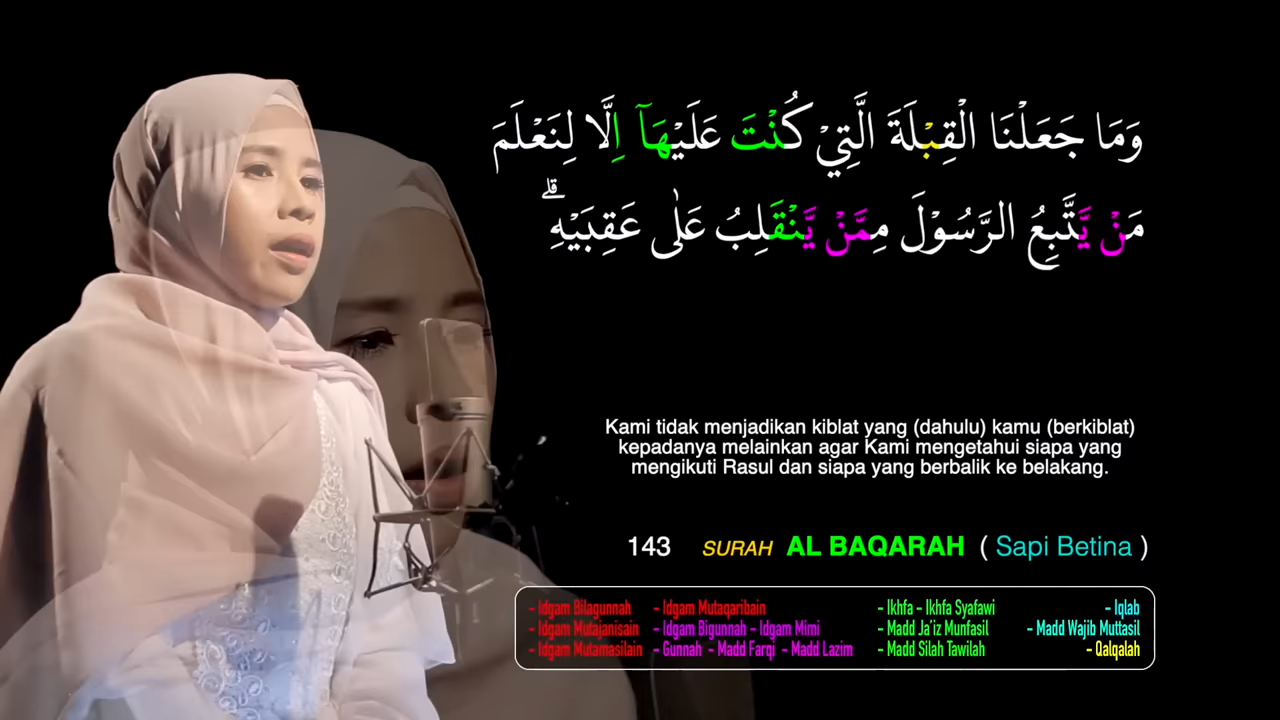 وَمَا جَعَلْنَا الْقِبْلَةَ الَّتِيْ كُنْتَ عَلَيْهَآ اِلَّا لِنَعْلَمَ
مَنْ يَّتَّبِعُ الرَّسُوْلَ مِمَّنْ يَّنْقَلِبُ عَلٰى عَقِبَيْهِۗ
Kami tidak menjadikan kiblat yang (dahulu) kamu (berkiblat)
kepadanya melainkan agar Kami mengetahui siapa yang
mengikuti Rasul dan siapa yang berbalik ke belakang.
143 SURAH AL BAQARAH ( Sapi Betina )
- Idgam Bilagunnah - Idgam Mutaqaribain - Ikhfa - Ikhfa Syafawi - Iqlab
- Idgam Mutajanisain - Idgam Bigunnah - Idgam Mimi - Madd Ja'iz Munfasil - Madd Wajib Muttasil
- Idgam Mutamasilain - Gunnah - Madd Farqi - Madd Lazim - Madd Silah Tawilah - Qalqalah